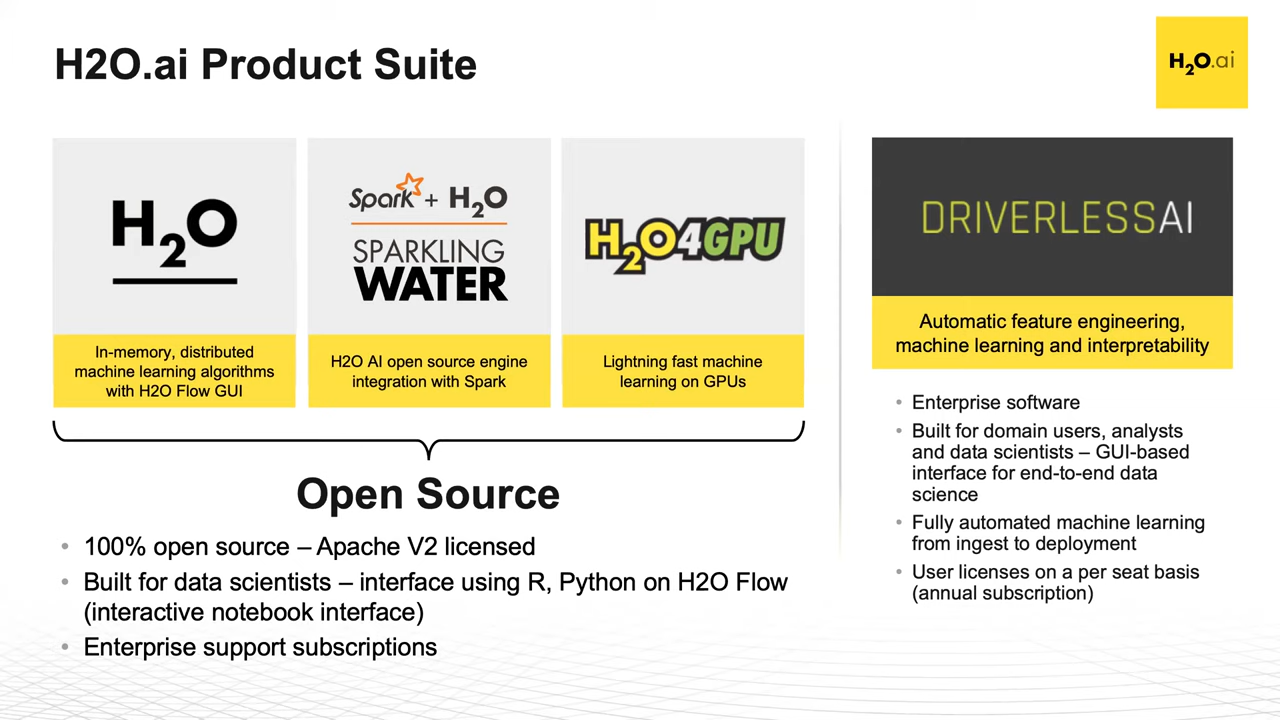 H2O.ai Product Suite
H2O.ai
H2O
In-memory, distributed
machine learning algorithms
with H2O Flow GUI
Spark + H2O
SPARKLING
WATER
H2O AI open source engine
integration with Spark
H2O4GPU
Lightning fast machine
learning on GPUs
Open Source
• 100% open source – Apache V2 licensed
• Built for data scientists – interface using R, Python on H2O Flow
(interactive notebook interface)
• Enterprise support subscriptions
DRIVERLESSAI
Automatic feature engineering,
machine learning and interpretability
• Enterprise software
• Built for domain users, analysts
and data scientists – GUI-based
interface for end-to-end data
science
• Fully automated machine learning
from ingest to deployment
• User licenses on a per seat basis
(annual subscription)